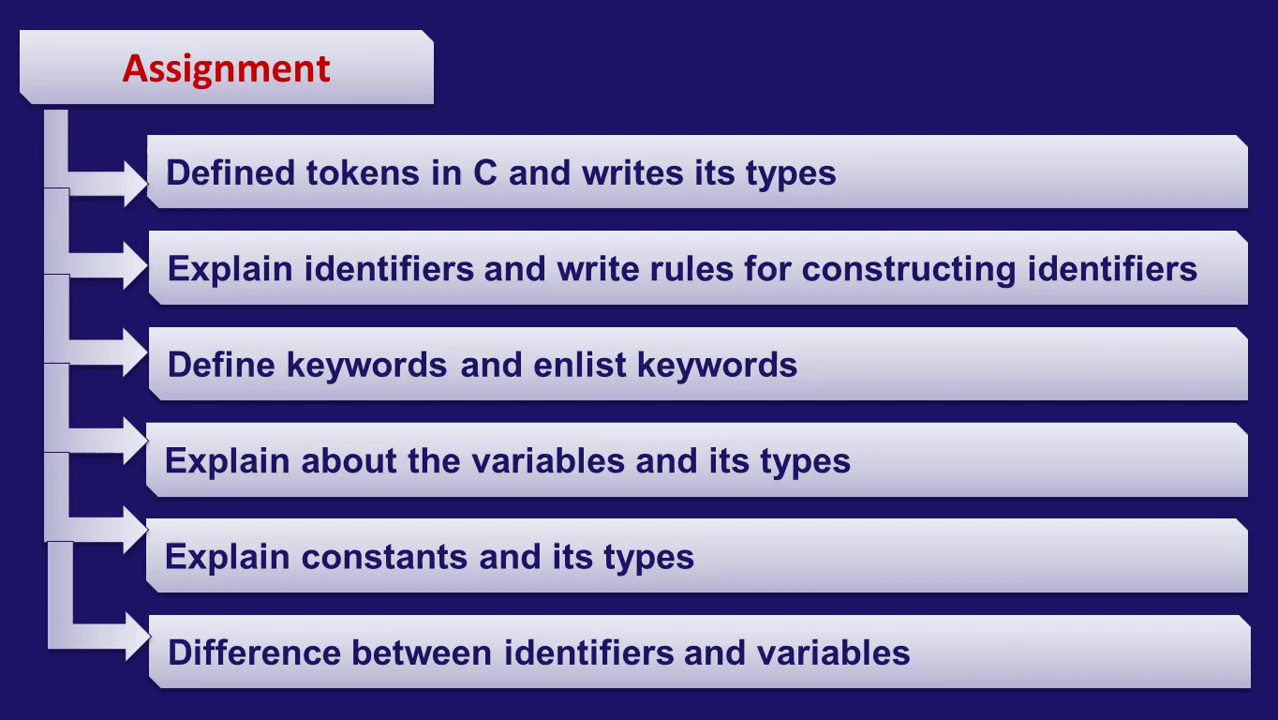 Assignment
Defined tokens in C and writes its types
Explain identifiers and write rules for constructing identifiers
Define keywords and enlist keywords
Explain about the variables and its types
Explain constants and its types
Difference between identifiers and variables